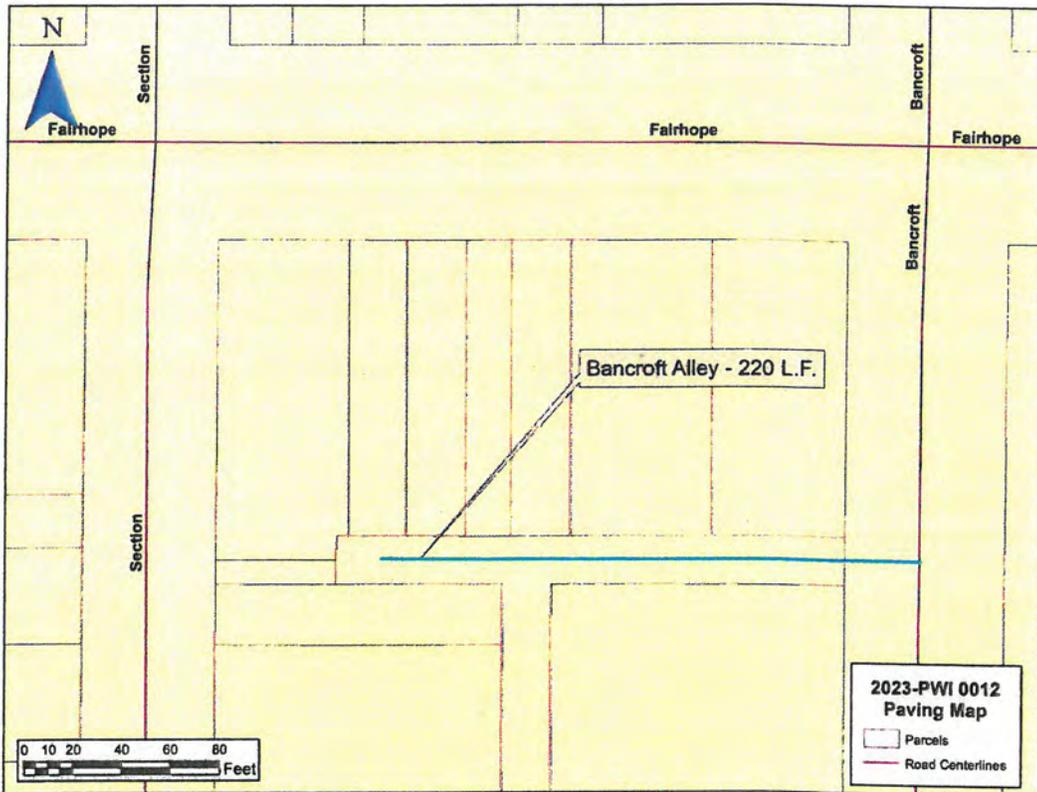 N
Section
Bancroft
Fairhope
Fairhope
Fairhope
Bancroft
Bancroft Alley - 220 L.F.
Section
2023-PWI 0012
Paving Map
Parcels
Road Centerlines
0 10 20 40 60 80
Feet